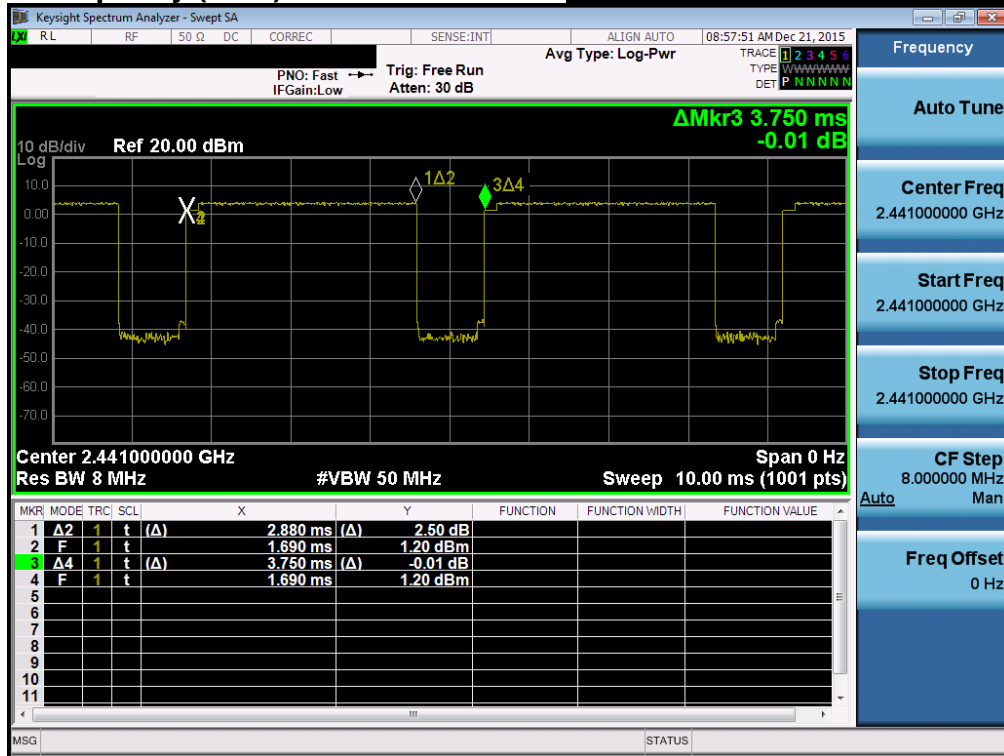 Keysight Spectrum Analyzer - Swept SA
RL RF 50 Ω DC CORREC SENSE:INT ALIGN AUTO 08:57:51 AM Dec 21, 2015
PNO: Fast
IFGain:Low
Trig: Free Run
Atten: 30 dB
Avg Type: Log-Pwr
TRACE 1 2 3 4 5 6
TYPE WWWWWW
DET P N N N N N
ΔMkr3 3.750 ms
-0.01 dB
10 dB/div Ref 20.00 dBm
Log
1Δ2
3Δ4
10.0
0.00
-10.0
-20.0
-30.0
-40.0
-50.0
-60.0
-70.0
Center 2.441000000 GHz Span 0 Hz
Res BW 8 MHz #VBW 50 MHz Sweep 10.00 ms (1001 pts)
MKR MODE TRC SCL X Y FUNCTION FUNCTION WIDTH FUNCTION VALUE
1 Δ2 1 t (Δ) 2.880 ms (Δ) 2.50 dB
2 F 1 t 1.690 ms 1.20 dBm
3 Δ4 1 t (Δ) 3.750 ms (Δ) -0.01 dB
4 F 1 t 1.690 ms 1.20 dBm
5
6
7
8
9
10
11
MSG STATUS
Frequency
Auto Tune
Center Freq
2.441000000 GHz
Start Freq
2.441000000 GHz
Stop Freq
2.441000000 GHz
CF Step
8.000000 MHz
Auto Man
Freq Offset
0 Hz